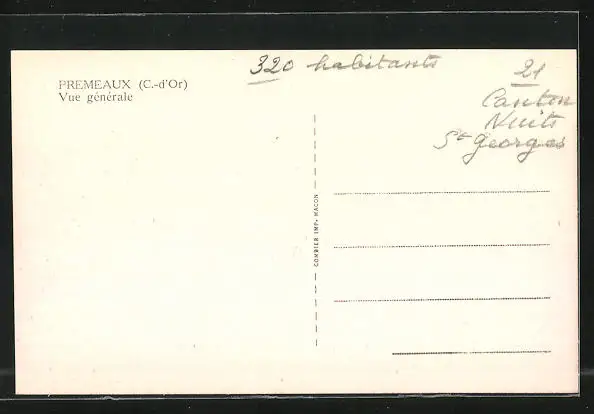 PREMEAUX (C.-d'Or)
Vue générale
320 habitants
21
Canton
Nuits
St Georges
COMBIER IMP. MACON